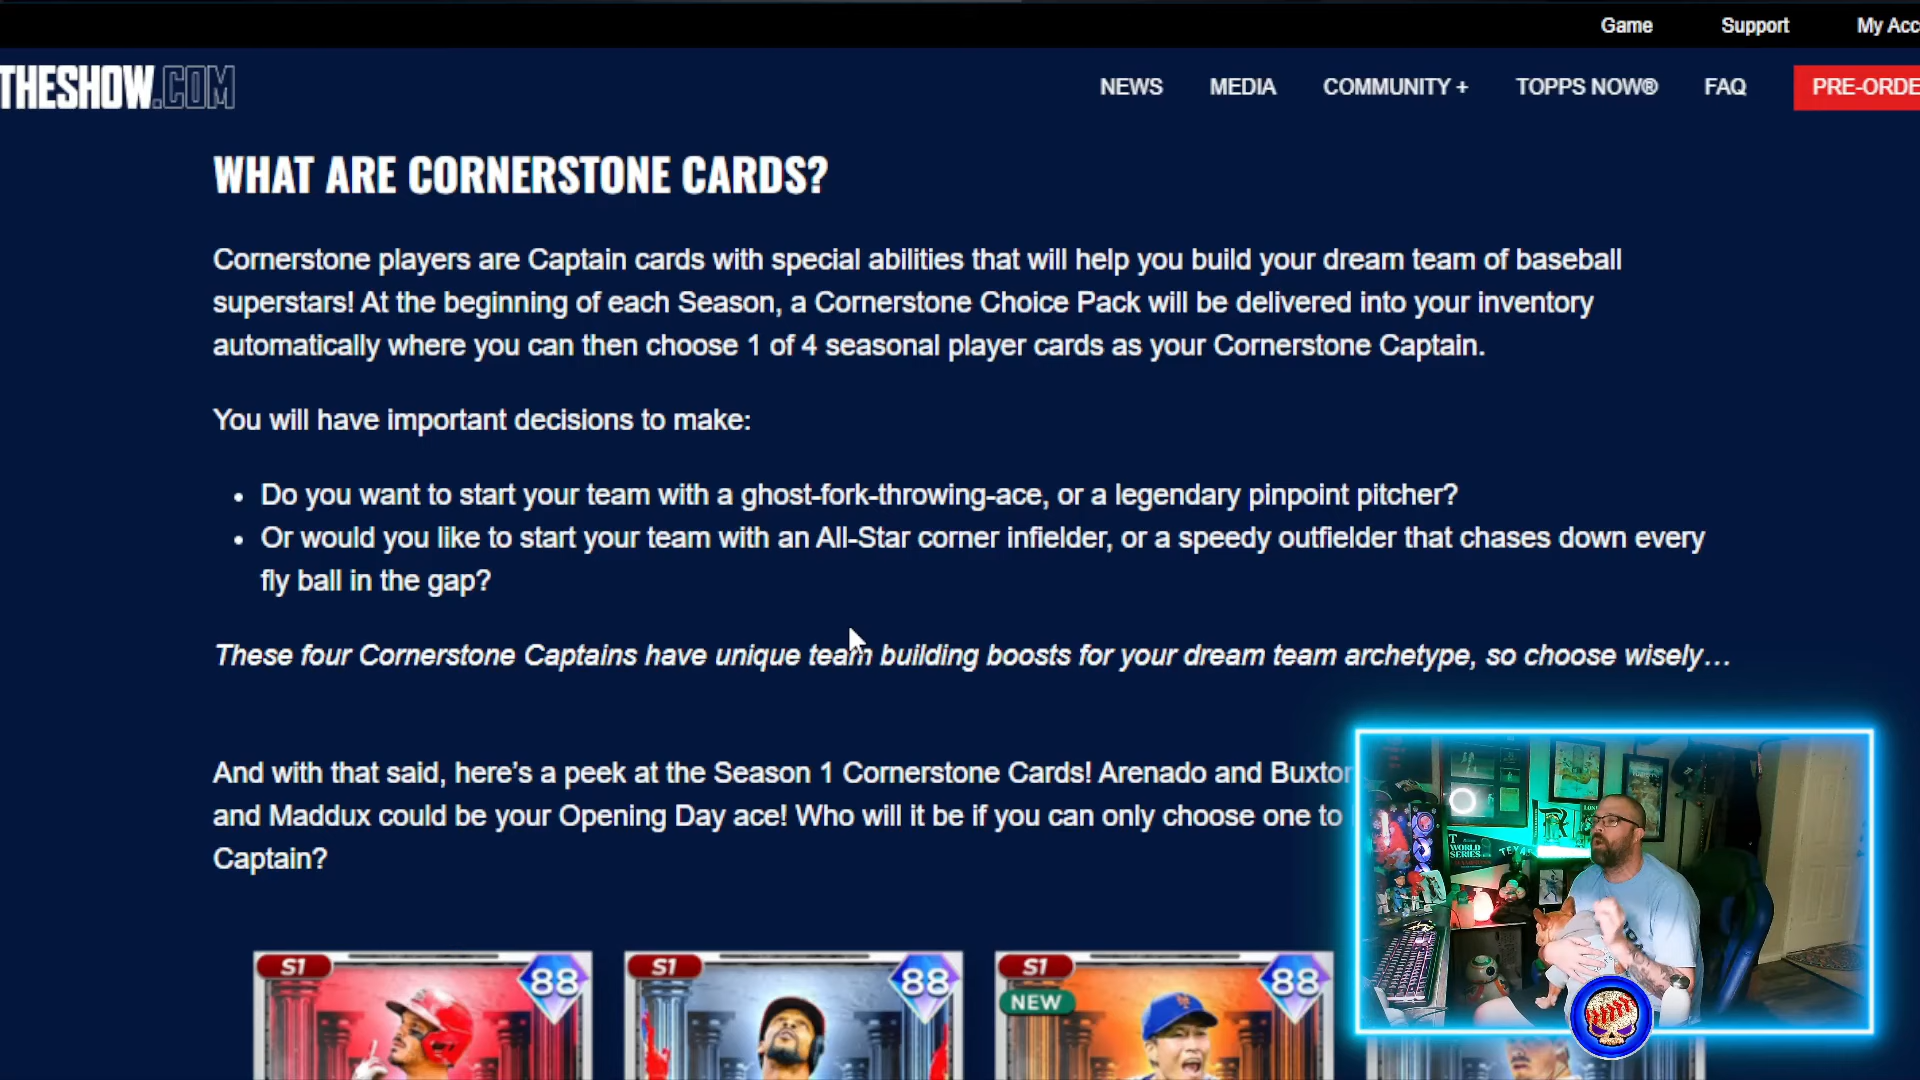 Game Support My Acc
THESHOW.COM NEWS MEDIA COMMUNITY + TOPPS NOW® FAQ PRE-ORDE
WHAT ARE CORNERSTONE CARDS?
Cornerstone players are Captain cards with special abilities that will help you build your dream team of baseball
superstars! At the beginning of each Season, a Cornerstone Choice Pack will be delivered into your inventory
automatically where you can then choose 1 of 4 seasonal player cards as your Cornerstone Captain.
You will have important decisions to make:
• Do you want to start your team with a ghost-fork-throwing-ace, or a legendary pinpoint pitcher?
• Or would you like to start your team with an All-Star corner infielder, or a speedy outfielder that chases down every
fly ball in the gap?
These four Cornerstone Captains have unique team building boosts for your dream team archetype, so choose wisely…
And with that said, here’s a peek at the Season 1 Cornerstone Cards! Arenado and Buxton
and Maddux could be your Opening Day ace! Who will it be if you can only choose one to
Captain?
S1 88 S1 88 S1 88
NEW
WORLD
SERIES
TEXAS